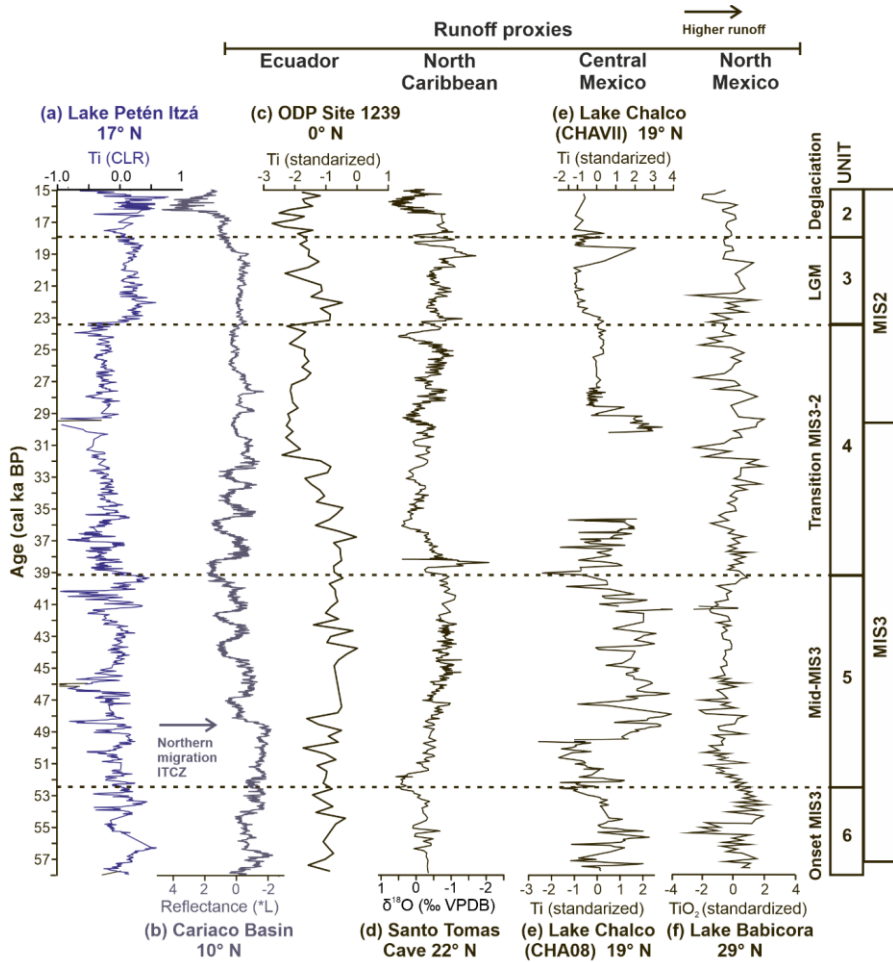 Runoff proxies
Higher runoff
Ecuador
North
Caribbean
Central
Mexico
North
Mexico
(a) Lake Petén Itzá
17° N
Ti (CLR)
-1.0 0.0 1
(c) ODP Site 1239
0° N
Ti (standarized)
-3 -2 -1 0 1
(e) Lake Chalco
(CHAVII) 19° N
Ti (standarized)
-2 -1 0 1 2 3 4
UNIT
Age (cal ka BP)
15
17
19
21
23
25
27
29
31
33
35
37
39
41
43
45
47
49
51
53
55
57
Northern
migration
ITCZ
Deglaciation
LGM
Transition MIS3-2
Mid-MIS3
Onset MIS3
2
3
4
5
6
MIS2
MIS3
4 2 0 -2
Reflectance (*L)
(b) Cariaco Basin
10° N
1 0 -1 -2
δ¹⁸O (‰ VPDB)
(d) Santo Tomas
Cave 22° N
-3 -2 -1 0 1 2 3
Ti (standardized)
(e) Lake Chalco
(CHA08) 19° N
-4 -2 0 2 4
TiO₂ (standardized)
(f) Lake Babicora
29° N